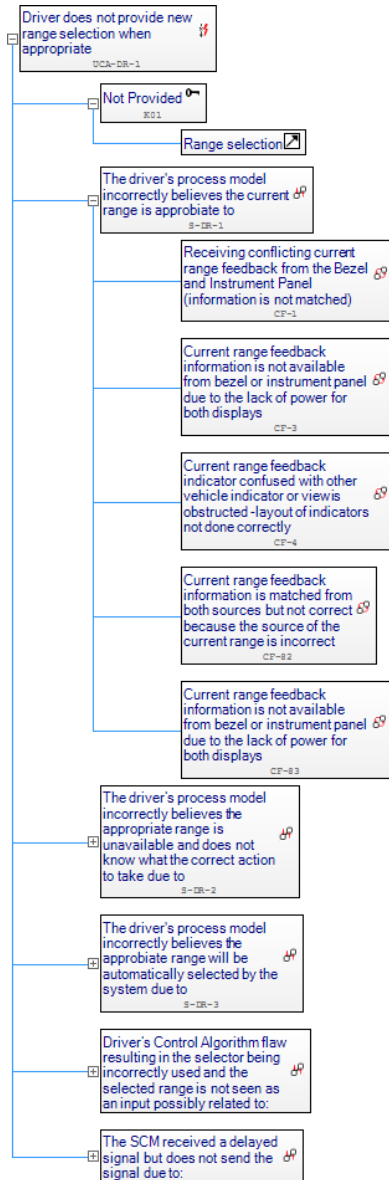 Driver does not provide new
range selection when
appropriate
UCA-DR-1
Not Provided
K01
Range selection
The driver's process model
incorrectly believes the current
range is approbiate to
S-DR-1
Receiving conflicting current
range feedback from the Bezel
and Instrument Panel
(information is not matched)
CF-1
Current range feedback
information is not available
from bezel or instrument panel
due to the lack of power for
both displays
CF-3
Current range feedback
indicator confused with other
vehicle indicator or view is
obstructed -layout of indicators
not done correctly
CF-4
Current range feedback
information is matched from
both sources but not correct
because the source of the
current range is incorrect
CF-82
Current range feedback
information is not available
from bezel or instrument panel
due to the lack of power for
both displays
CF-83
The driver's process model
incorrectly believes the
appropriate range is
unavailable and does not
know what the correct action
to take due to
S-DR-2
The driver's process model
incorrectly believes the
approbiate range will be
automatically selected by the
system due to
S-DR-3
Driver's Control Algorithm flaw
resulting in the selector being
incorrectly used and the
selected range is not seen as
an input possibly related to:
The SCM received a delayed
signal but does not send the
signal due to: